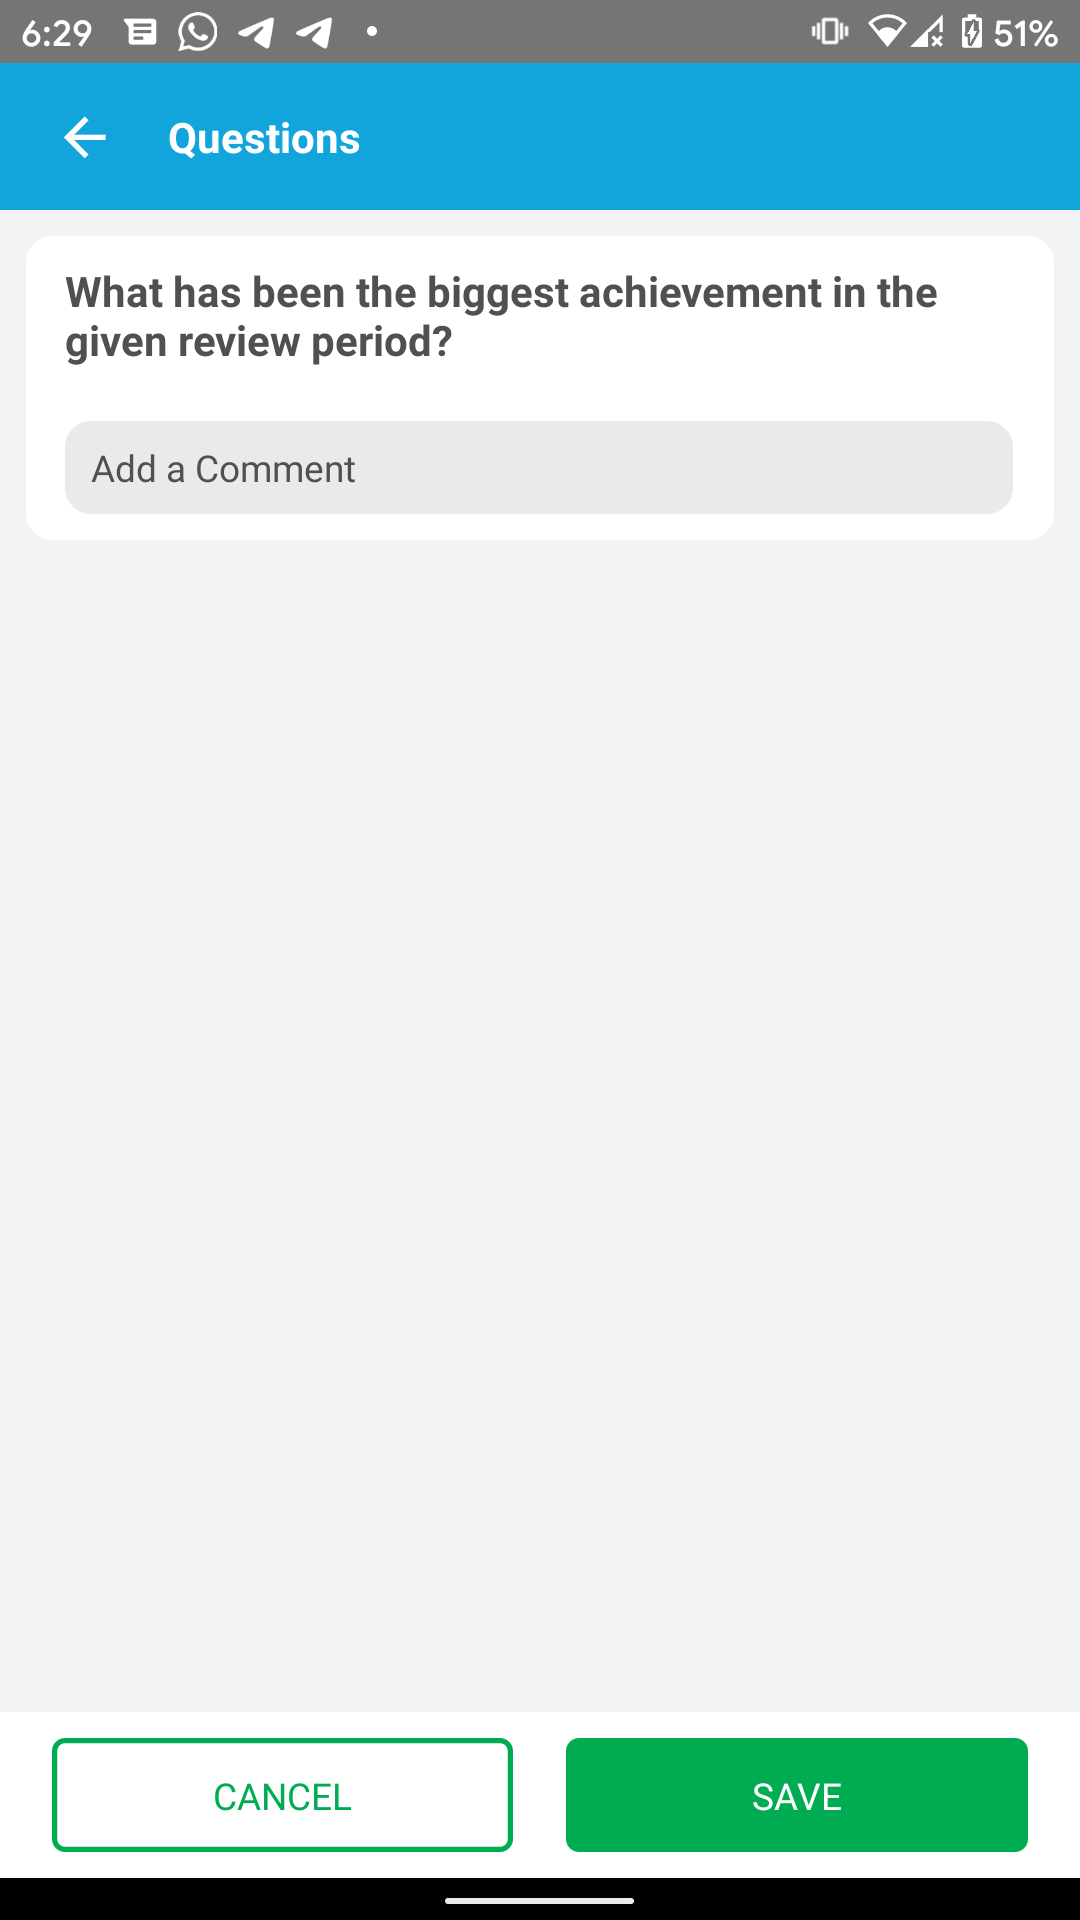 6:29 51%
Questions
What has been the biggest achievement in the
given review period?
Add a Comment
CANCEL SAVE